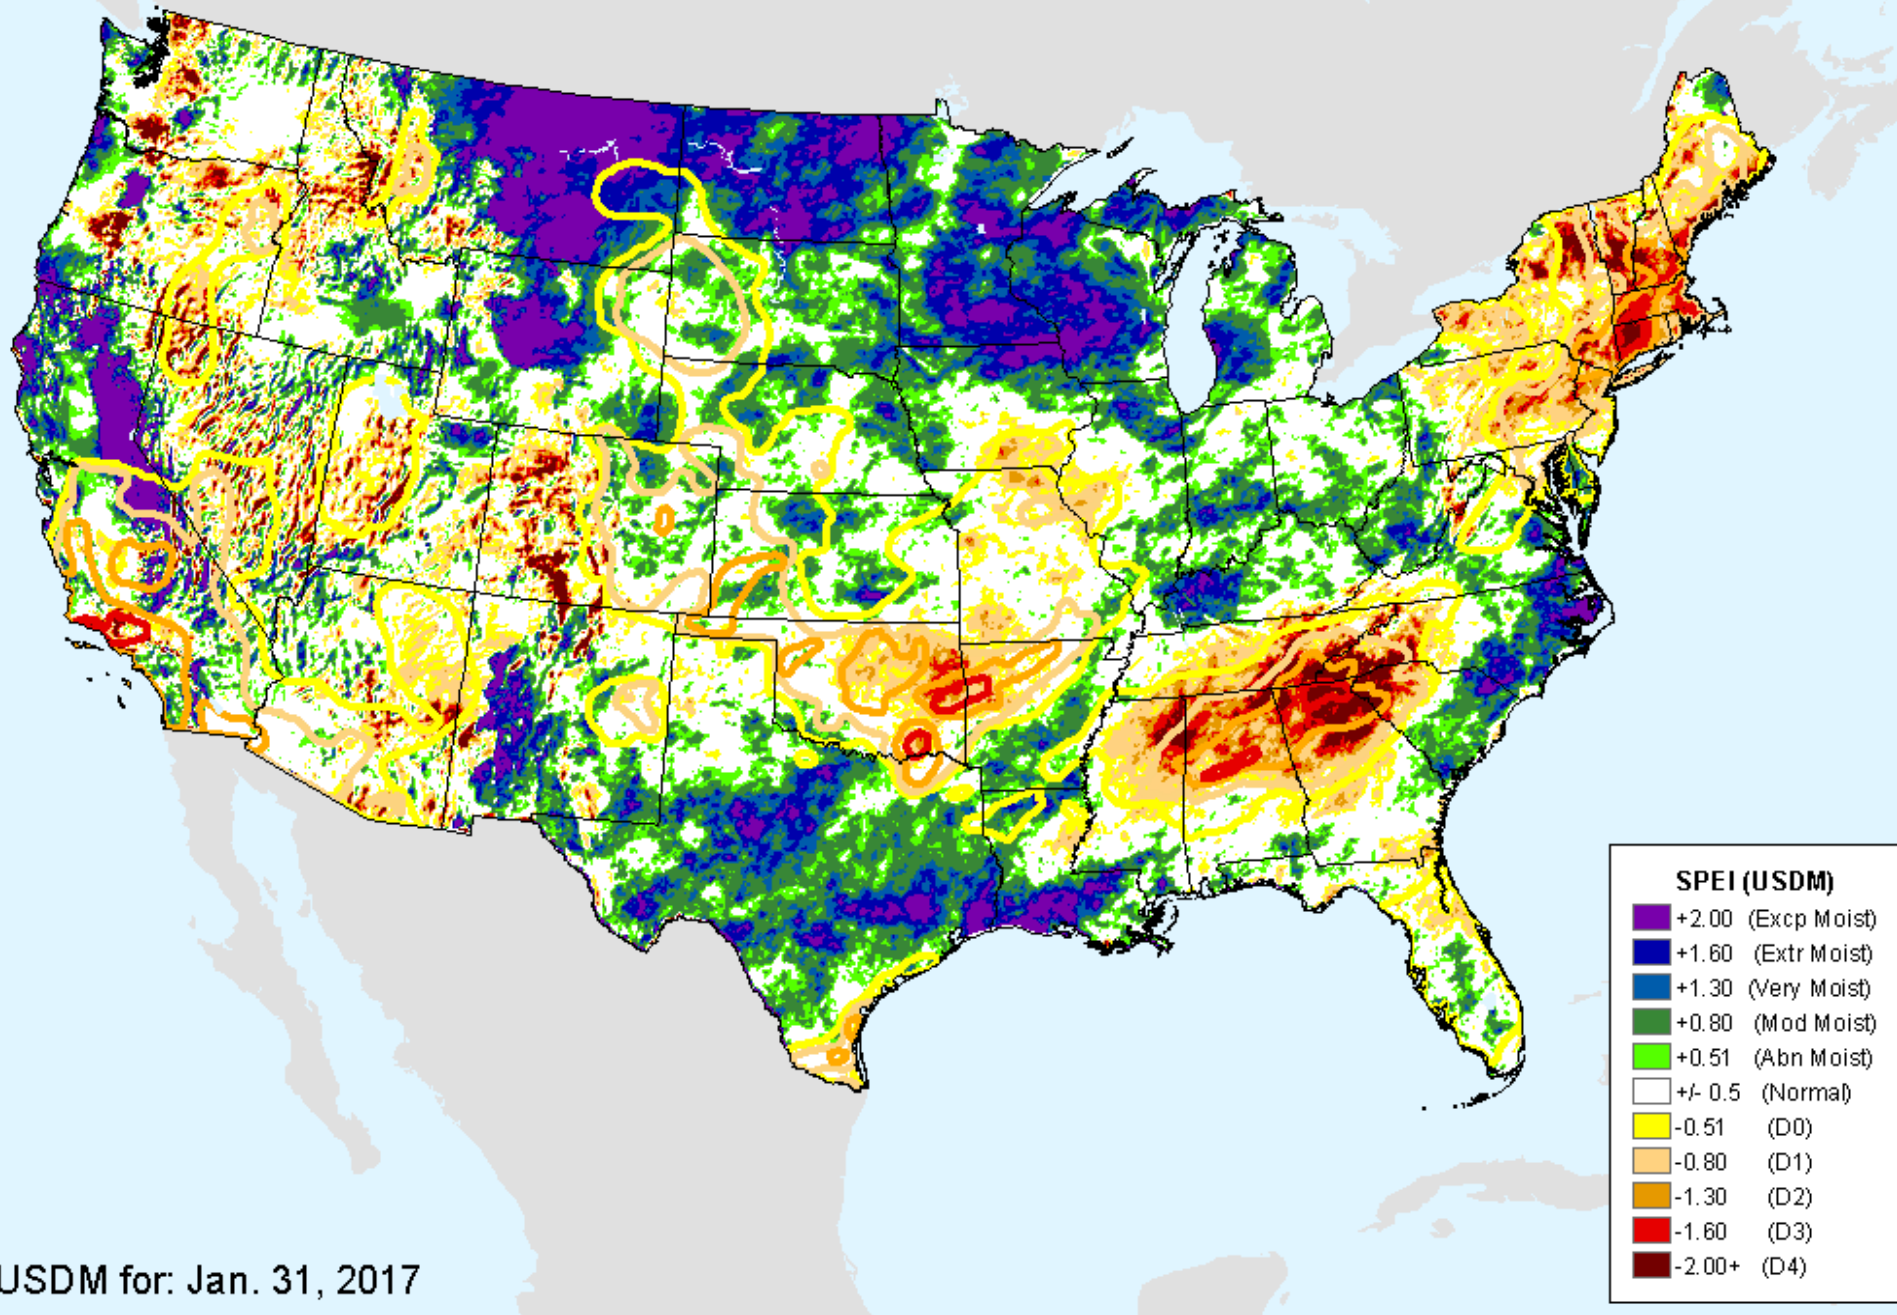 SPEI (USDM)
+2.00 (Excp Moist)
+1.60 (Extr Moist)
+1.30 (Very Moist)
+0.80 (Mod Moist)
+0.51 (Abn Moist)
+/- 0.5 (Normal)
-0.51 (D0)
-0.80 (D1)
-1.30 (D2)
-1.60 (D3)
-2.00+ (D4)
USDM for: Jan. 31, 2017